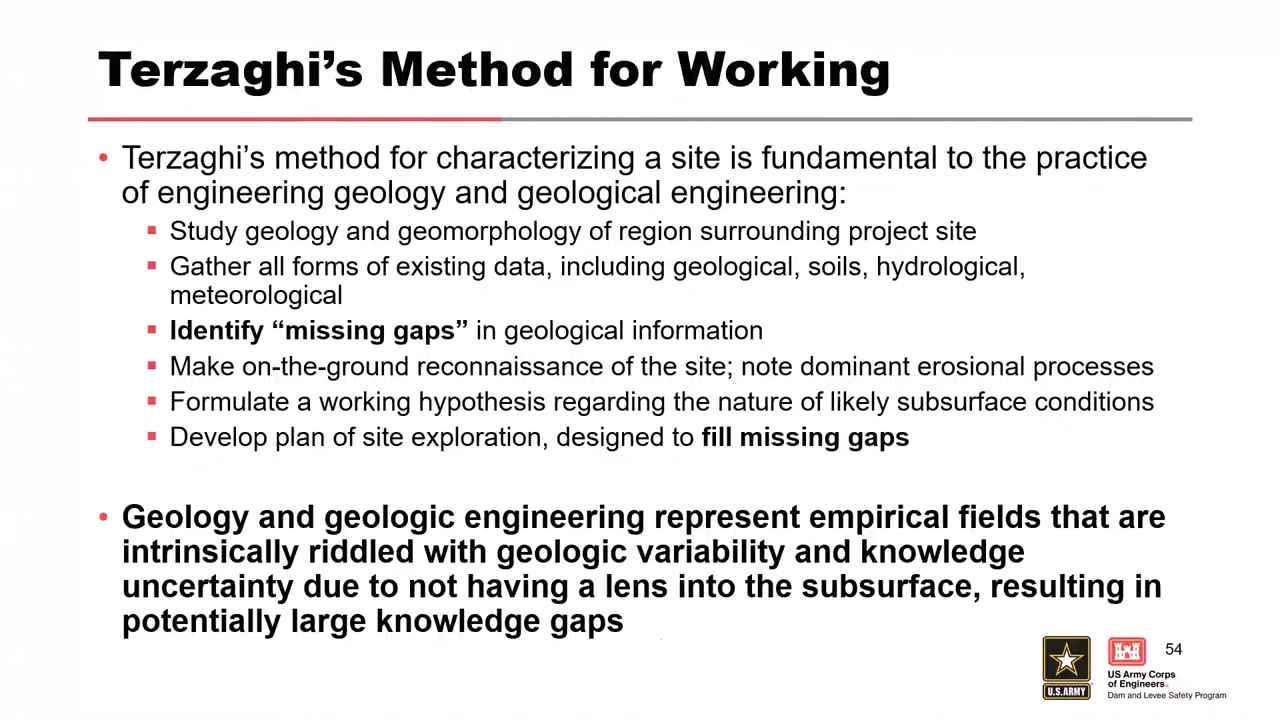 Terzaghi’s Method for Working
• Terzaghi’s method for characterizing a site is fundamental to the practice
of engineering geology and geological engineering:
▪ Study geology and geomorphology of region surrounding project site
▪ Gather all forms of existing data, including geological, soils, hydrological,
meteorological
▪ Identify “missing gaps” in geological information
▪ Make on-the-ground reconnaissance of the site; note dominant erosional processes
▪ Formulate a working hypothesis regarding the nature of likely subsurface conditions
▪ Develop plan of site exploration, designed to fill missing gaps
• Geology and geologic engineering represent empirical fields that are
intrinsically riddled with geologic variability and knowledge
uncertainty due to not having a lens into the subsurface, resulting in
potentially large knowledge gaps
54
U.S.ARMY
US Army Corps
of Engineers®
Dam and Levee Safety Program